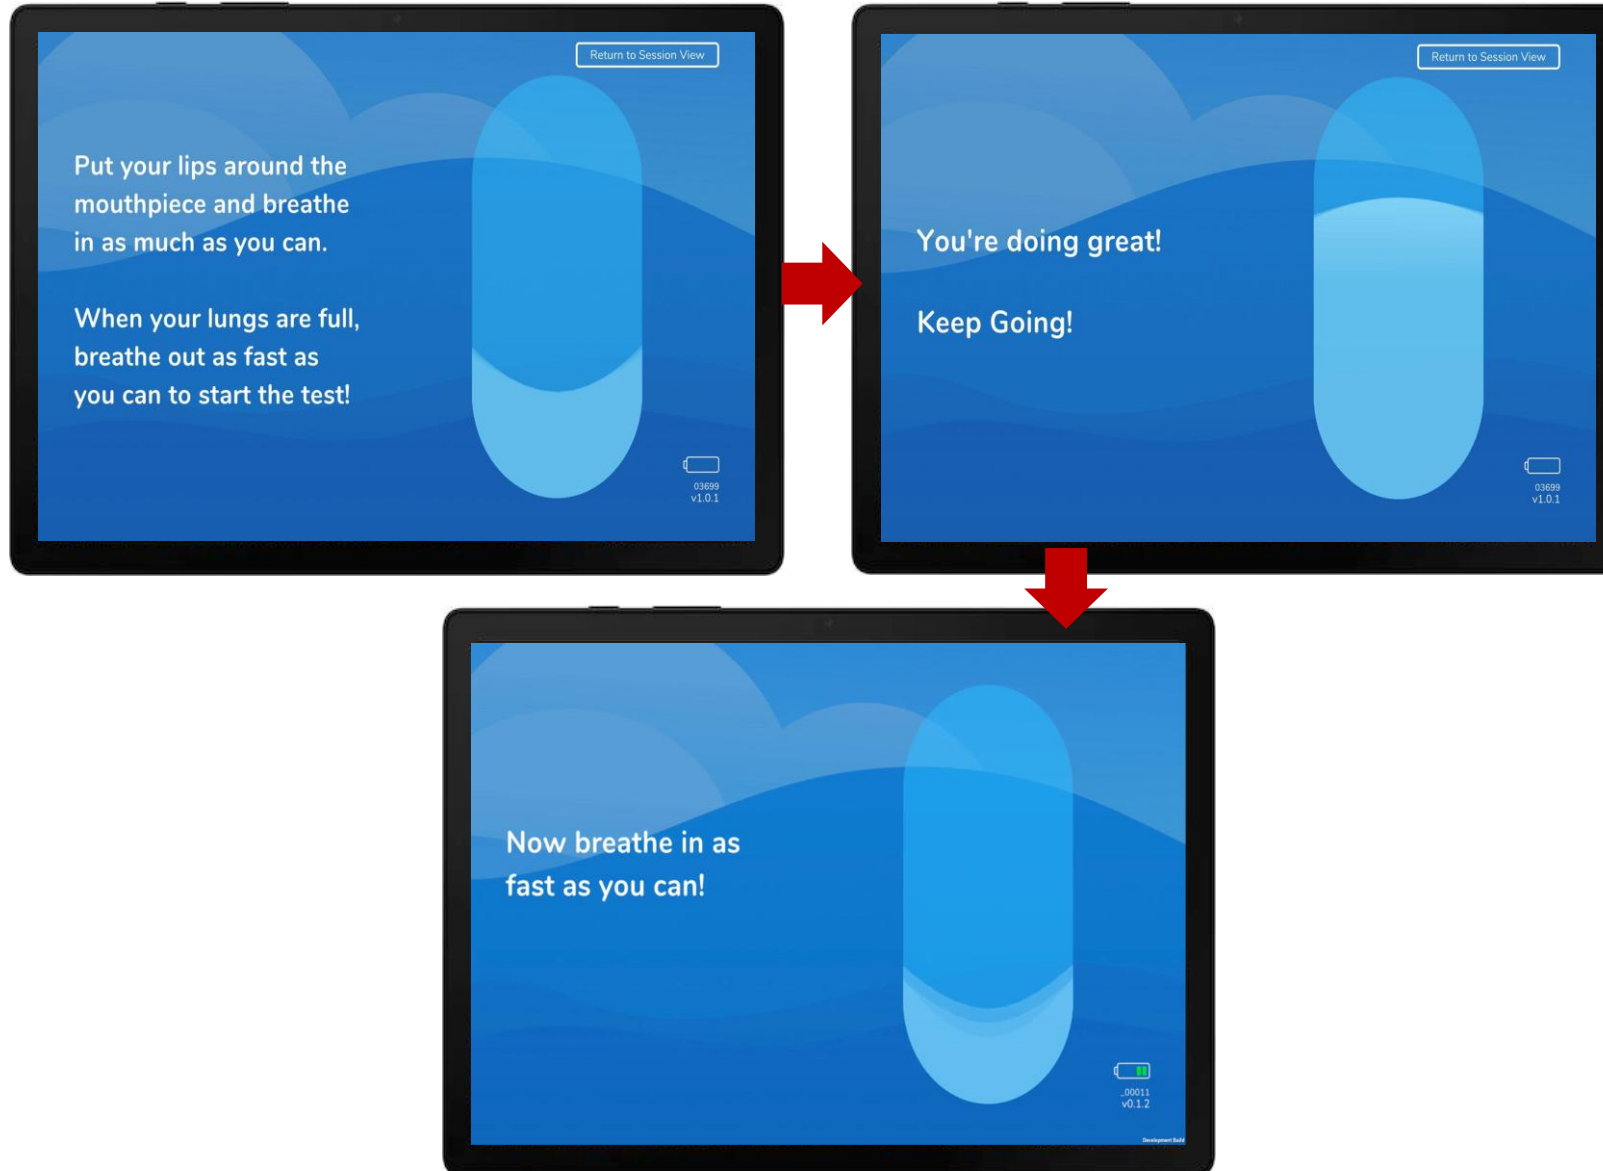 Return to Session View
Put your lips around the
mouthpiece and breathe
in as much as you can.
When your lungs are full,
breathe out as fast as
you can to start the test!
03699
v1.0.1
Return to Session View
You're doing great!
Keep Going!
03699
v1.0.1
Now breathe in as
fast as you can!
_00011
v0.1.2
Development Build